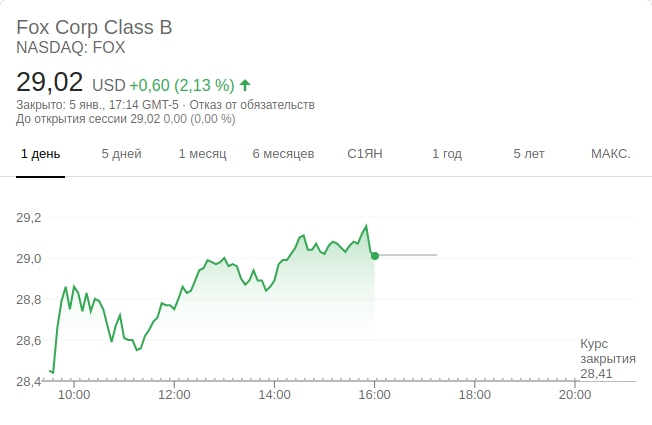 Fox Corp Class B
NASDAQ: FOX
29,02 USD +0,60 (2,13 %)
Закрыто: 5 янв., 17:14 GMT-5 · Отказ от обязательств
До открытия сессии 29,02 0,00 (0,00 %)
1 день 5 дней 1 месяц 6 месяцев С1ЯН 1 год 5 лет МАКС.
29,2
29,0
28,8
28,6
28,4
Курс
закрытия
28,41
10:00 12:00 14:00 16:00 18:00 20:00